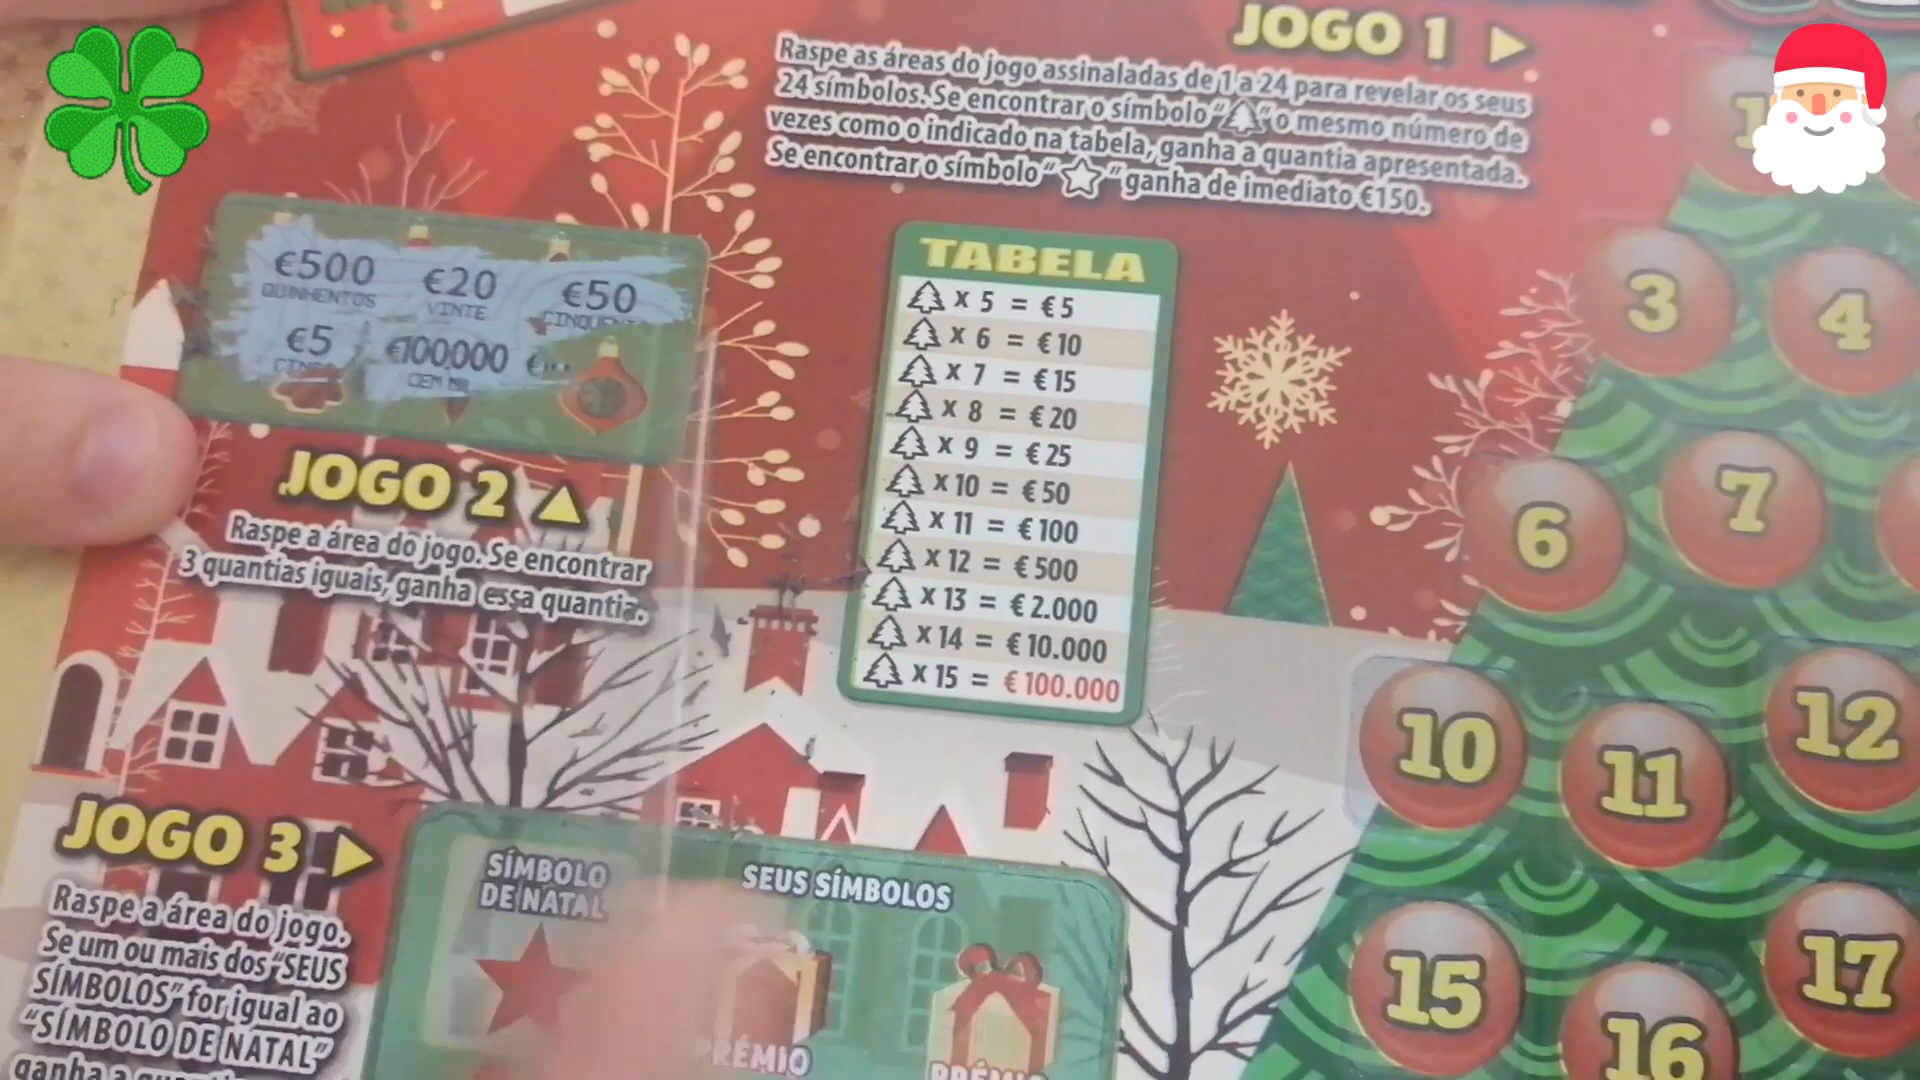 JOGO 1
Raspe as áreas do jogo assinaladas de 1 a 24 para revelar os seus
24 símbolos. Se encontrar o símbolo “ ” o mesmo número de
vezes como o indicado na tabela, ganha a quantia apresentada.
Se encontrar o símbolo “ ” ganha de imediato €150.
€500 €20 €50
QUINHENTOS VINTE
€5 €100.000
CEM MIL
JOGO 2
Raspe a área do jogo. Se encontrar
3 quantias iguais, ganha essa quantia.
TABELA
X 5 = €5
X 6 = €10
X 7 = €15
X 8 = €20
X 9 = €25
X 10 = €50
X 11 = €100
X 12 = €500
X 13 = €2.000
X 14 = €10.000
X 15 = €100.000
3 4
6 7
10 11 12
15 16 17
JOGO 3
Raspe a área do jogo.
Se um ou mais dos “SEUS
SÍMBOLOS” for igual ao
“SÍMBOLO DE NATAL”
ganha a
SÍMBOLO
DE NATAL
SEUS SÍMBOLOS
PRÉMIO